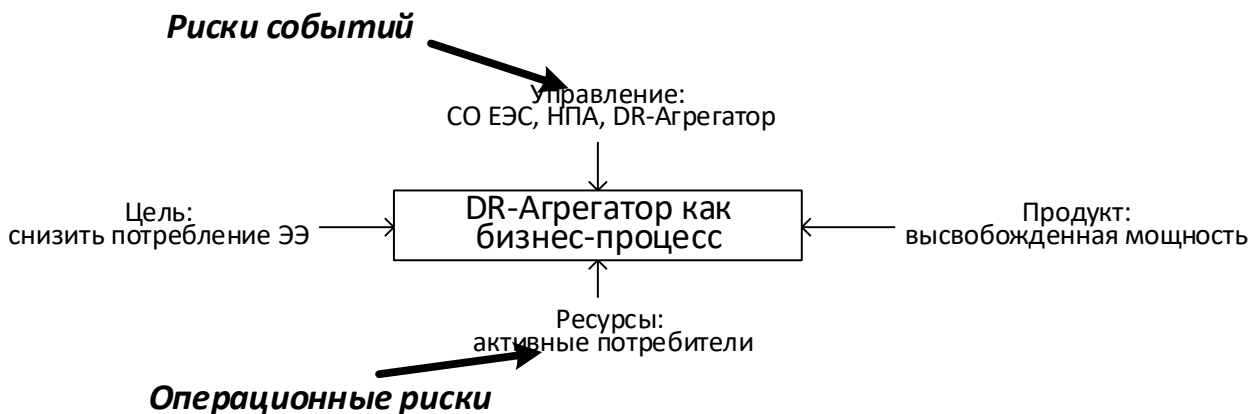 Риски событий
Управление:
СО ЕЭС, НПА, DR-Агрегатор
Цель:
снизить потребление ЭЭ
DR-Агрегатор как
бизнес-процесс
Продукт:
высвобожденная мощность
Ресурсы:
активные потребители
Операционные риски